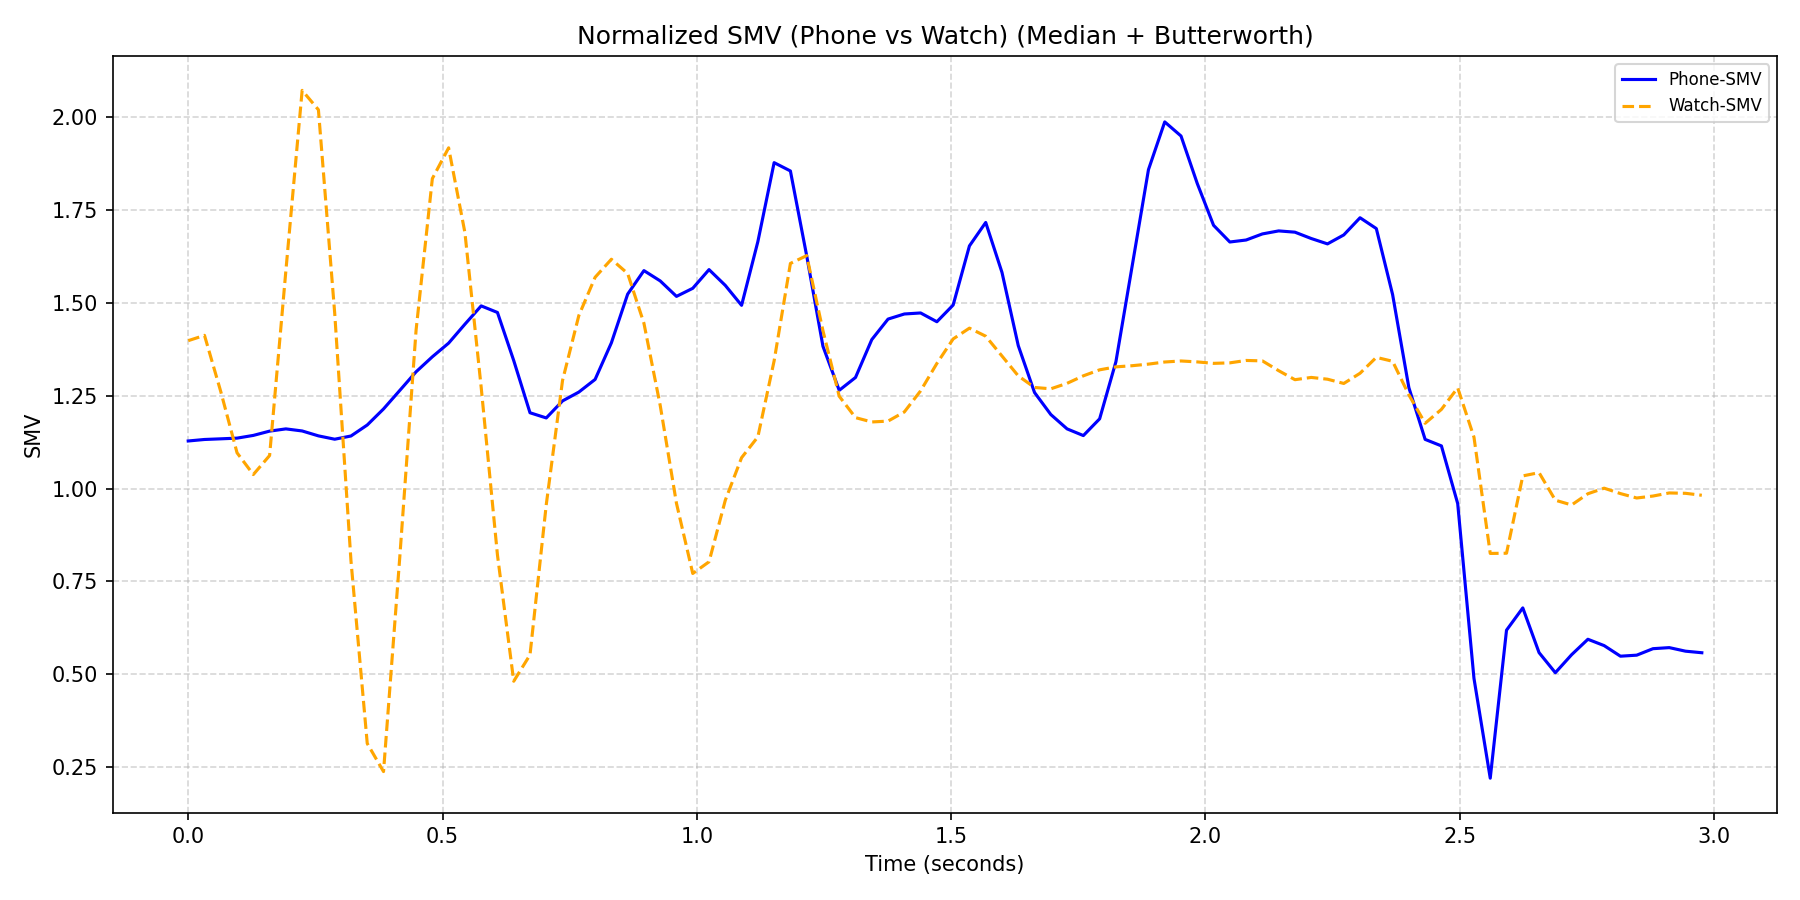 Normalized SMV (Phone vs Watch) (Median + Butterworth)
Phone-SMV
Watch-SMV
SMV
2.00
1.75
1.50
1.25
1.00
0.75
0.50
0.25
0.0 0.5 1.0 1.5 2.0 2.5 3.0
Time (seconds)